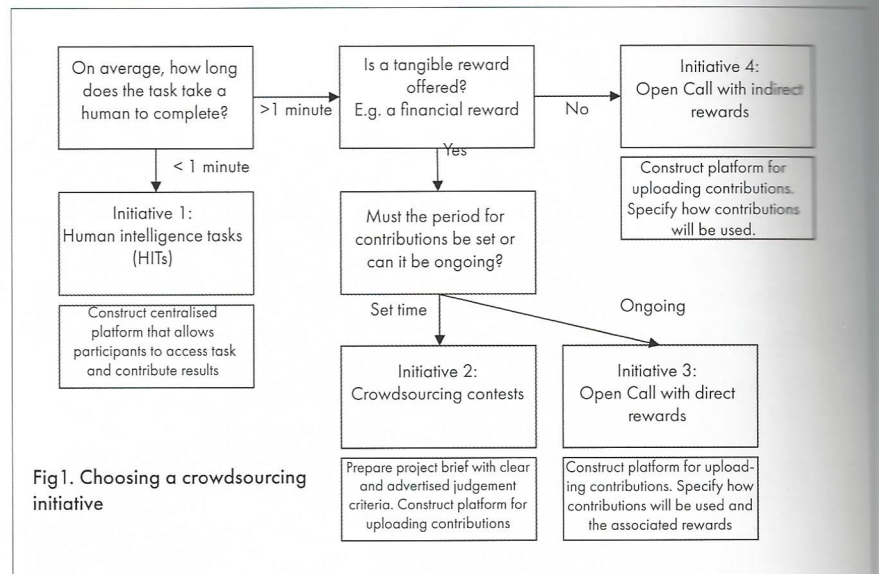 On average, how long
does the task take a
human to complete?
>1 minute
Is a tangible reward
offered?
E.g. a financial reward
No
Initiative 4:
Open Call with indirect
rewards
Construct platform for
uploading contributions.
Specify how contributions
will be used.
< 1 minute
Yes
Initiative 1:
Human intelligence tasks
(HITs)
Construct centralised
platform that allows
participants to access task
and contribute results
Must the period for
contributions be set or
can it be ongoing?
Set time
Ongoing
Initiative 2:
Crowdsourcing contests
Prepare project brief with clear
and advertised judgement
criteria. Construct platform for
uploading contributions
Initiative 3:
Open Call with direct
rewards
Construct platform for upload-
ing contributions. Specify how
contributions will be used and
the associated rewards
Fig1. Choosing a crowdsourcing
initiative